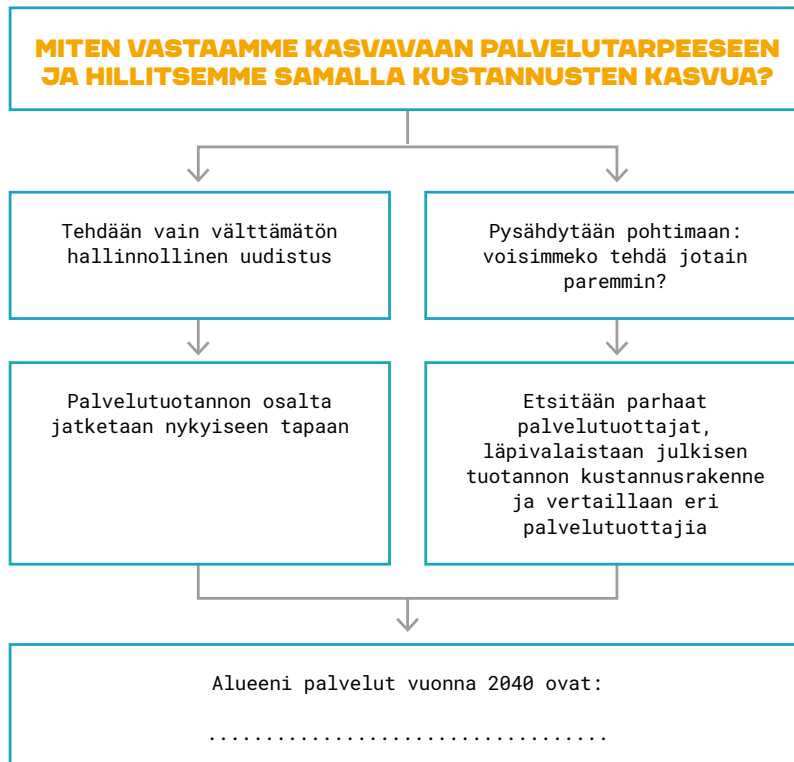 MITEN VASTAAMME KASVAVAAN PALVELUTARPEESEEN
JA HILLITSEMME SAMALLA KUSTANNUSTEN KASVUA?
Tehdään vain välttämätön
hallinnollinen uudistus
Pysähdytään pohtimaan:
voisimmeko tehdä jotain
paremmin?
Palvelutuotannon osalta
jatketaan nykyiseen tapaan
Etsitään parhaat
palvelutuottajat,
läpivalaistaan julkisen
tuotannon kustannusrakenne
ja vertaillaan eri
palvelutuottajia
Alueeni palvelut vuonna 2040 ovat:
...................................